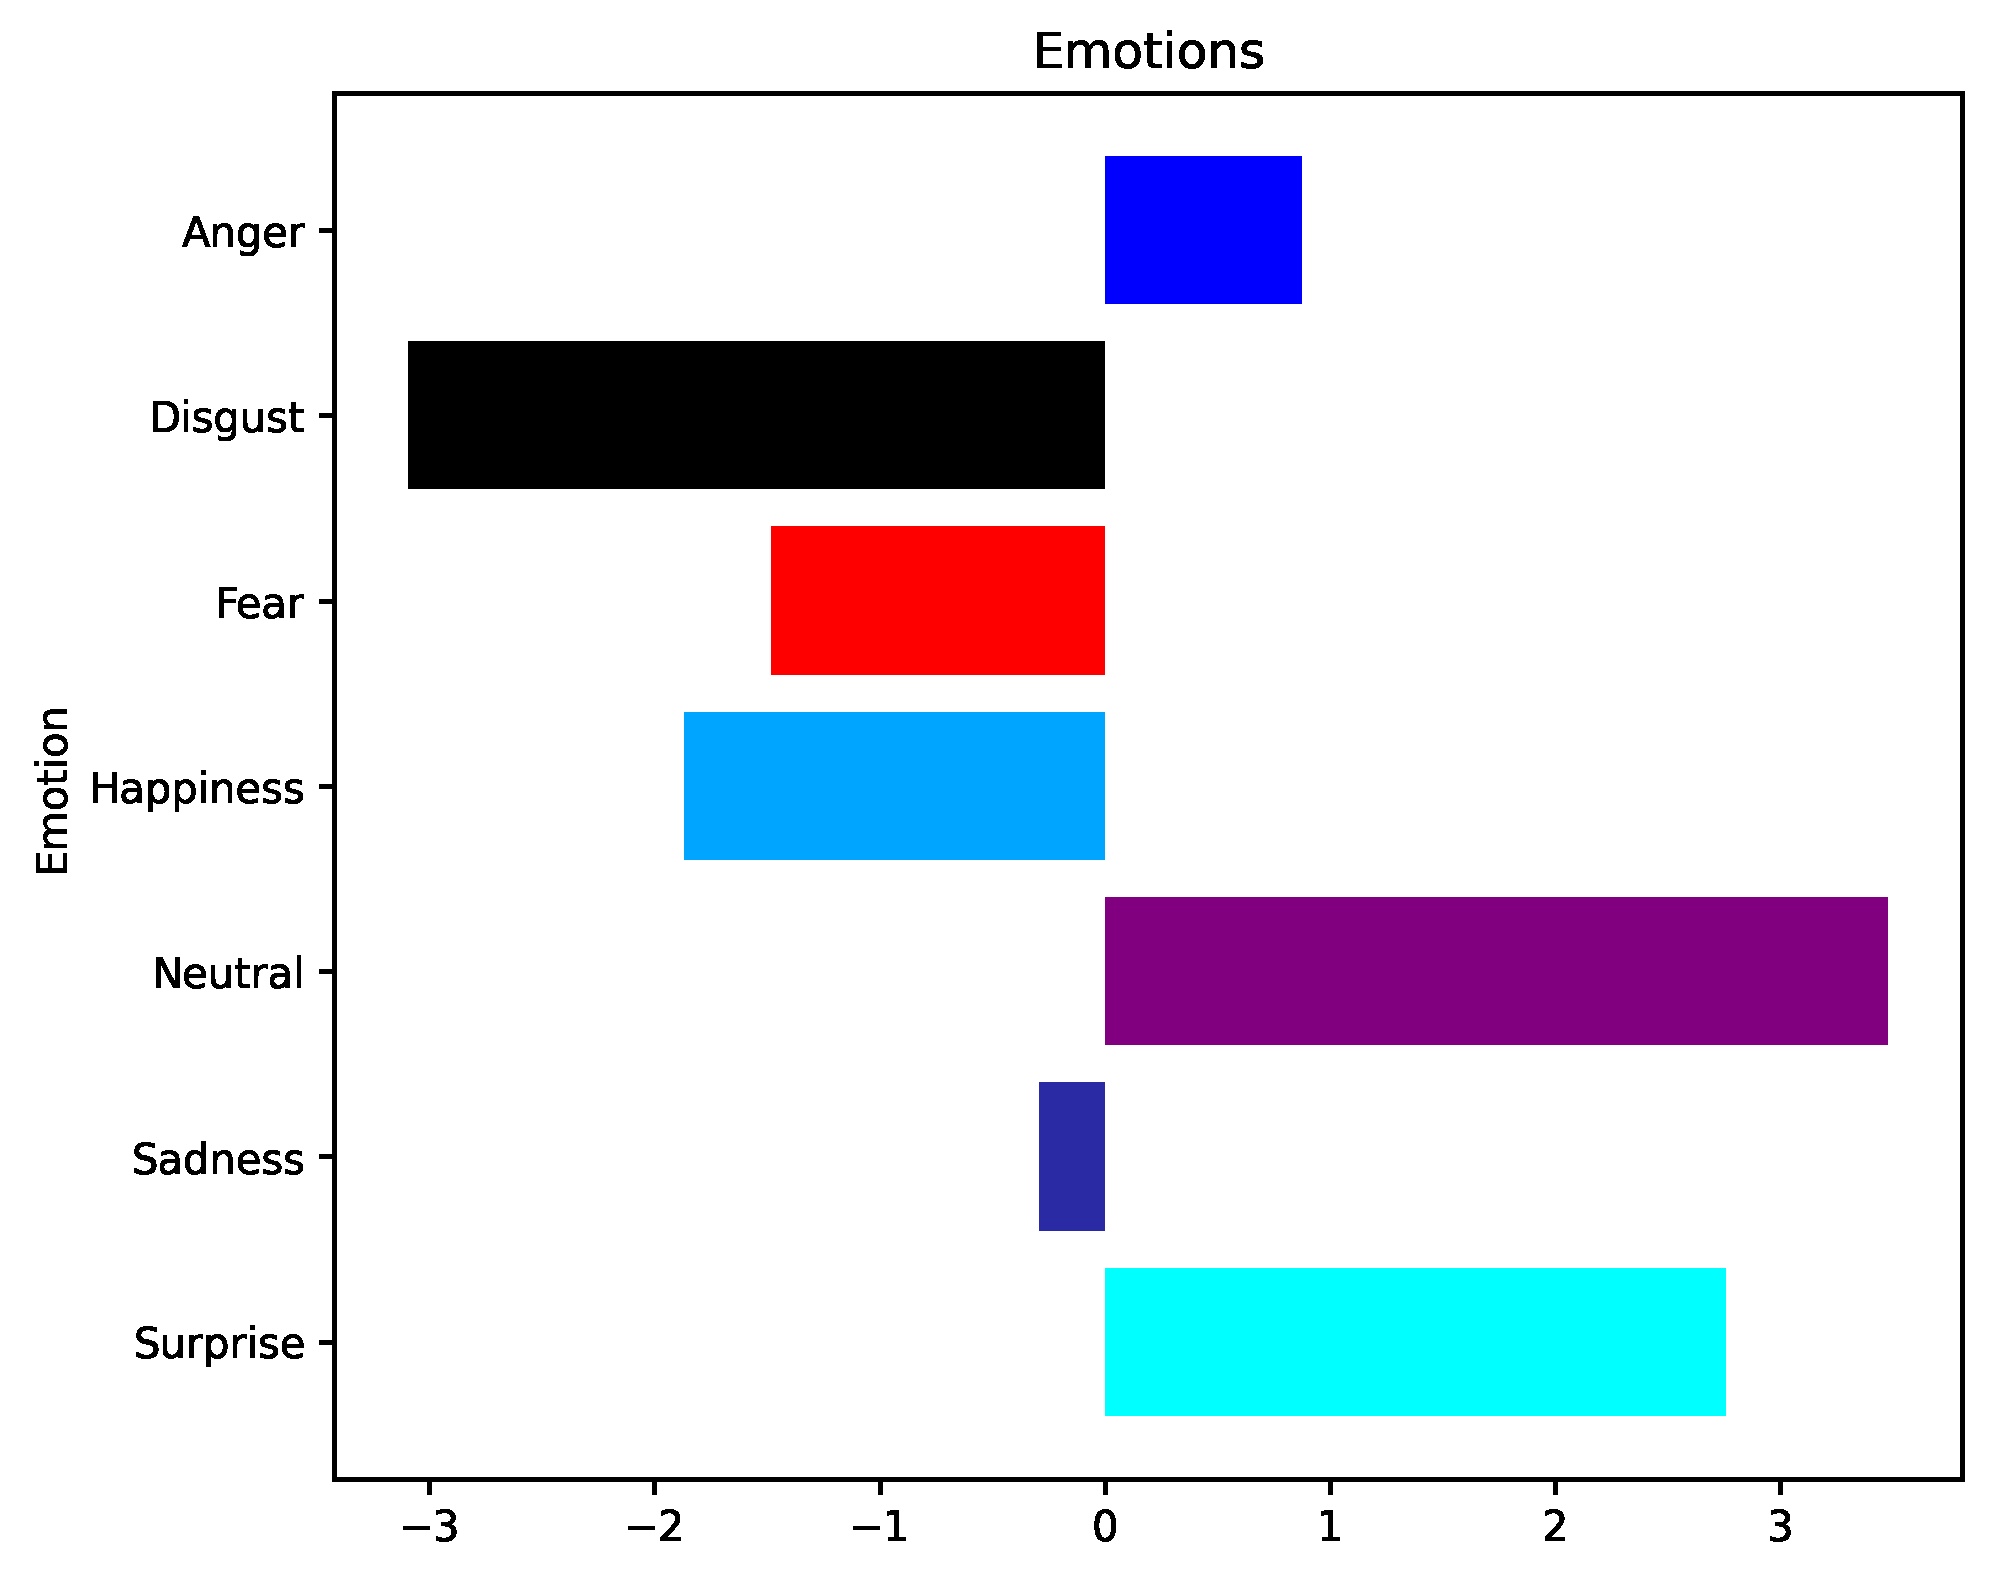 Emotions
Anger
Disgust
Fear
Happiness
Neutral
Sadness
Surprise
Emotion
−3 −2 −1 0 1 2 3